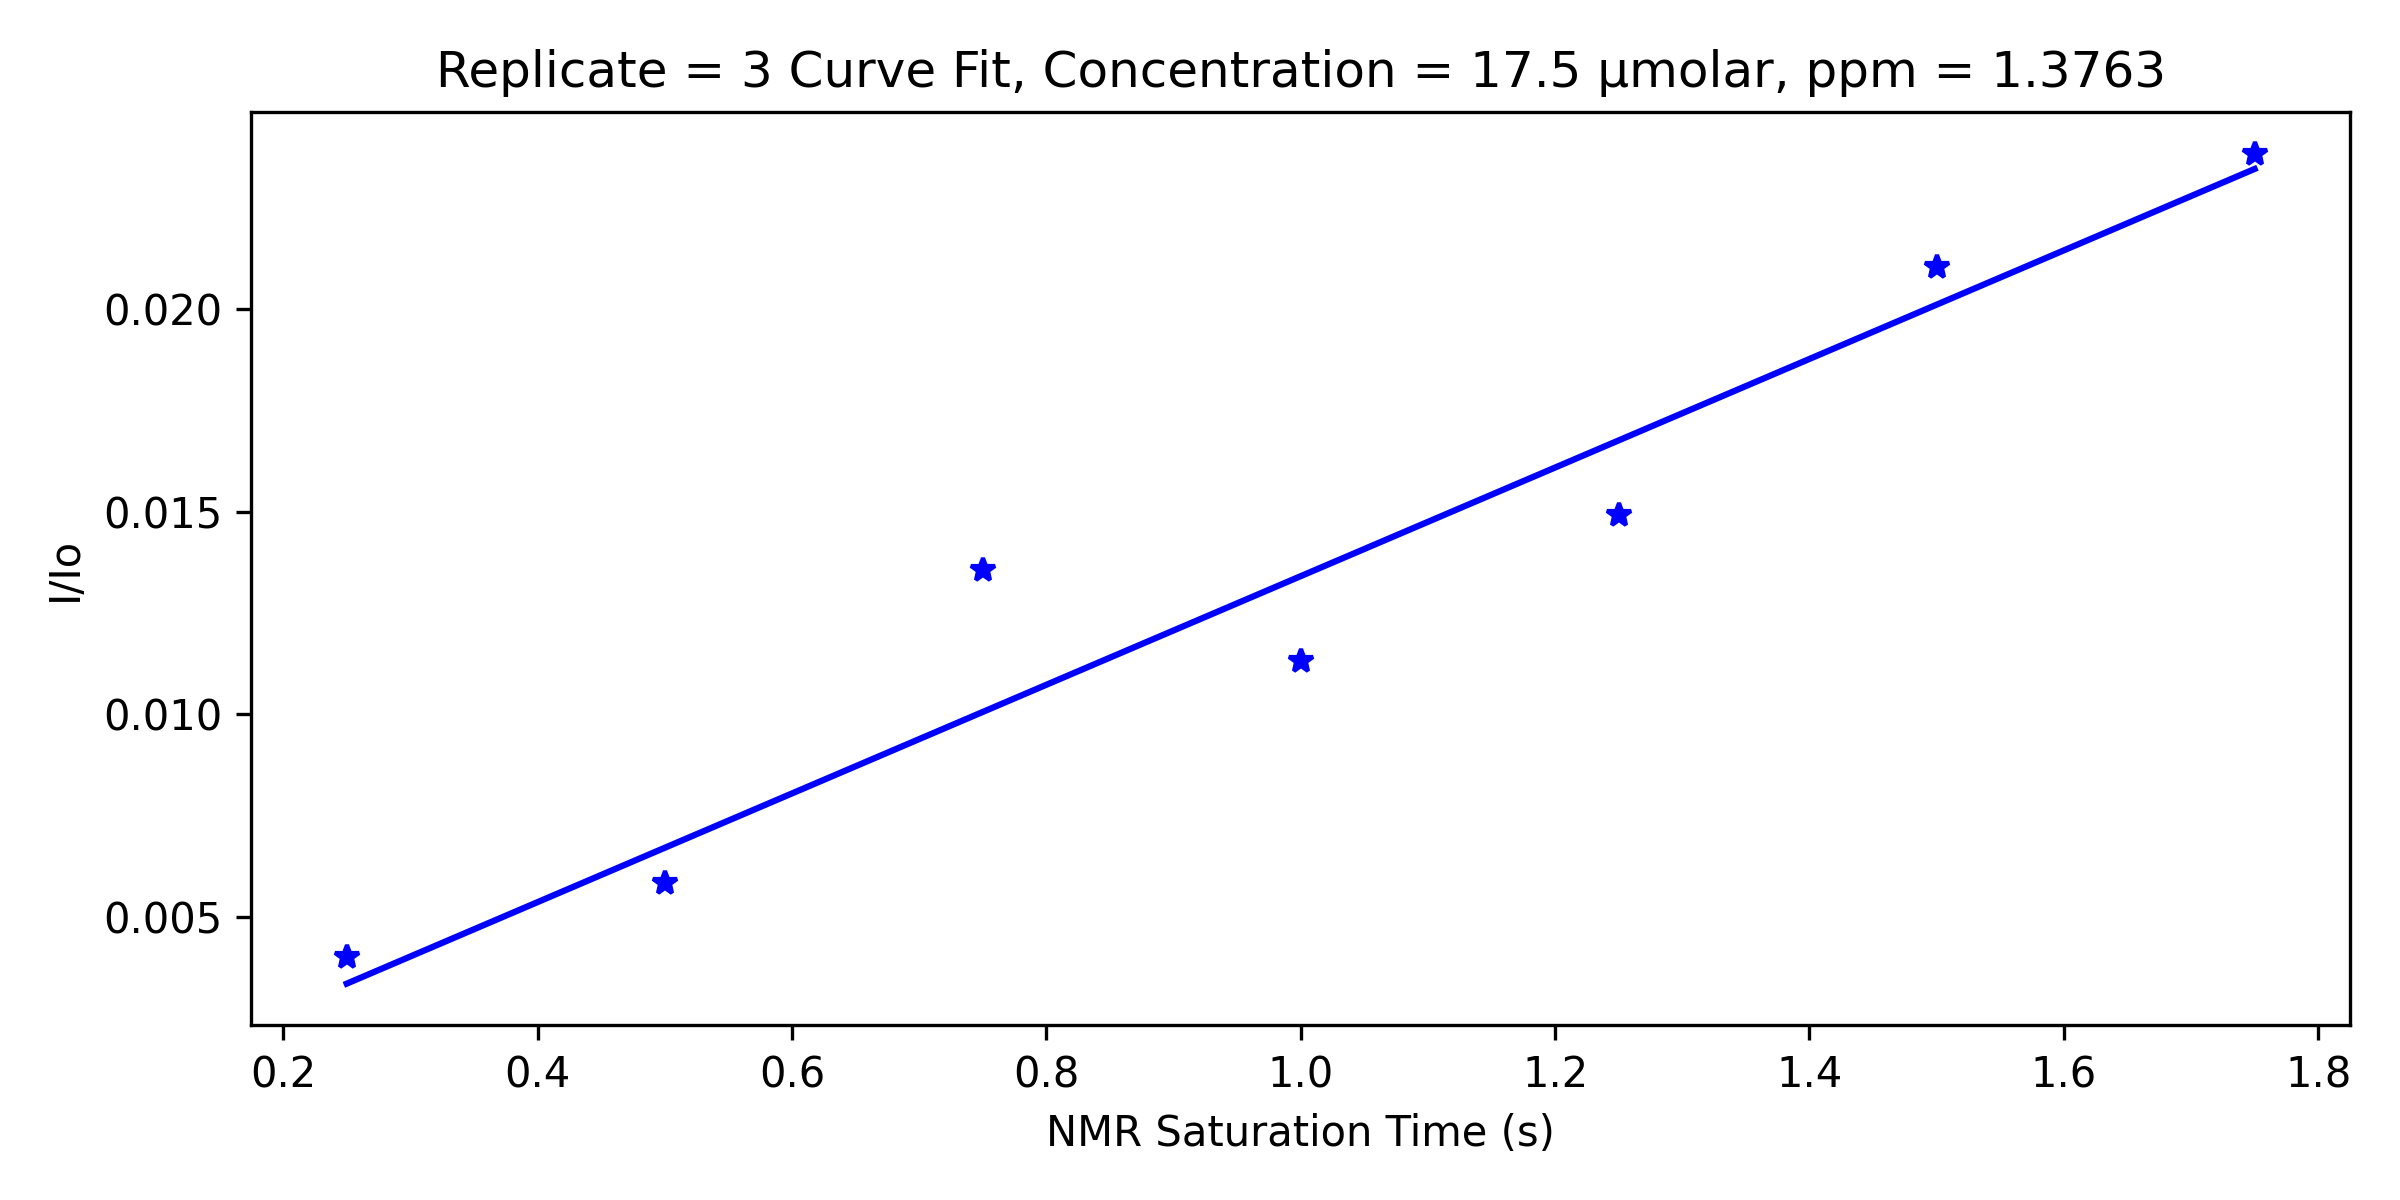 Replicate = 3 Curve Fit, Concentration = 17.5 μmolar, ppm = 1.3763
I/Io
0.020
0.015
0.010
0.005
0.2 0.4 0.6 0.8 1.0 1.2 1.4 1.6 1.8
NMR Saturation Time (s)